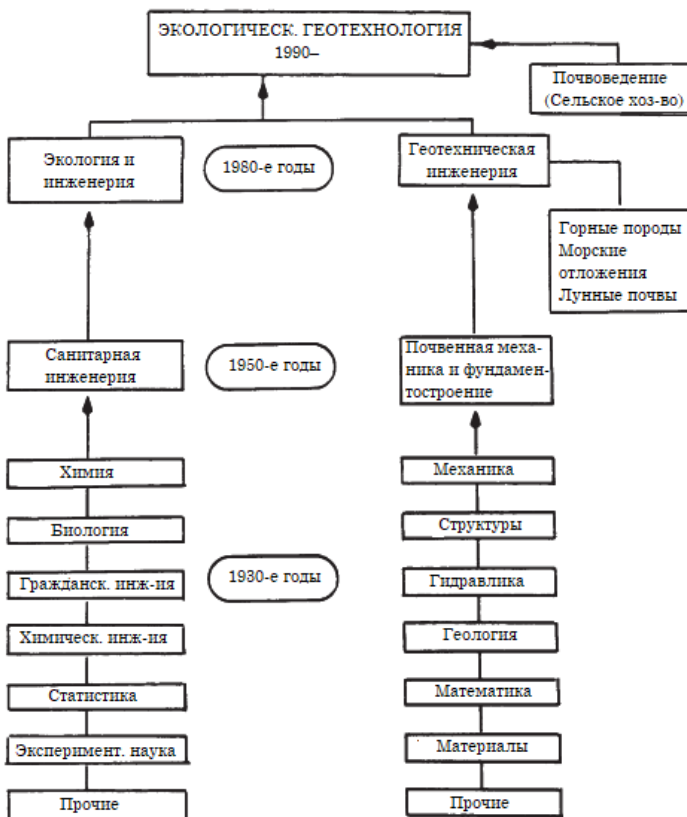 ЭКОЛОГИЧЕСК. ГЕОТЕХНОЛОГИЯ
1990–
Почвоведение
(Сельское хоз-во)
Экология и
инженерия
1980-е годы
Геотехническая
инженерия
Горные породы
Морские
отложения
Лунные почвы
Санитарная
инженерия
1950-е годы
Почвенная меха-
ника и фундамен-
тостроение
Химия
Механика
Биология
Структуры
Гражданск. инж-ия
1930-е годы
Гидравлика
Химическ. инж-ия
Геология
Статистика
Математика
Эксперимент. наука
Материалы
Прочие
Прочие